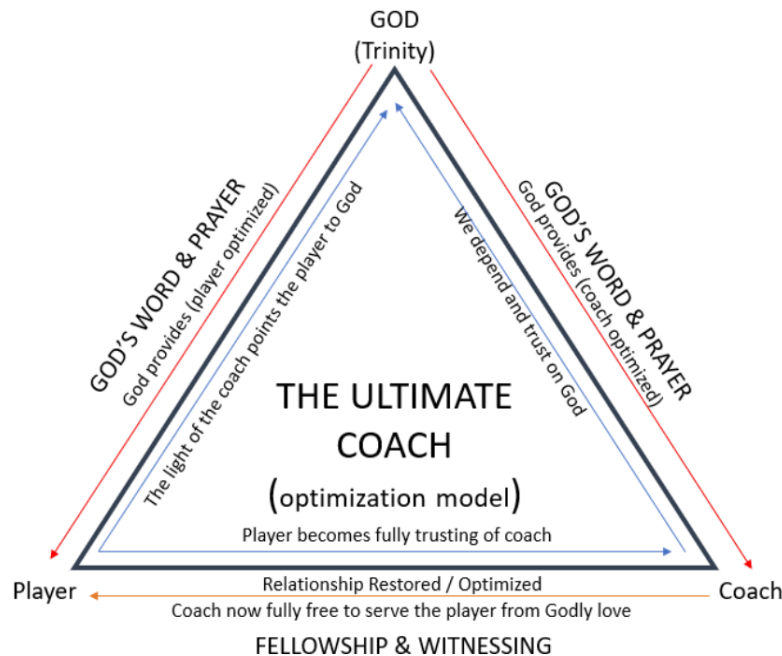 GOD
(Trinity)
GOD'S WORD & PRAYER
God provides (player optimized)
The light of the coach points the player to God
GOD'S WORD & PRAYER
God provides (coach optimized)
We depend and trust on God
THE ULTIMATE
COACH
(optimization model)
Player becomes fully trusting of coach
Player
Coach
Relationship Restored / Optimized
Coach now fully free to serve the player from Godly love
FELLOWSHIP & WITNESSING